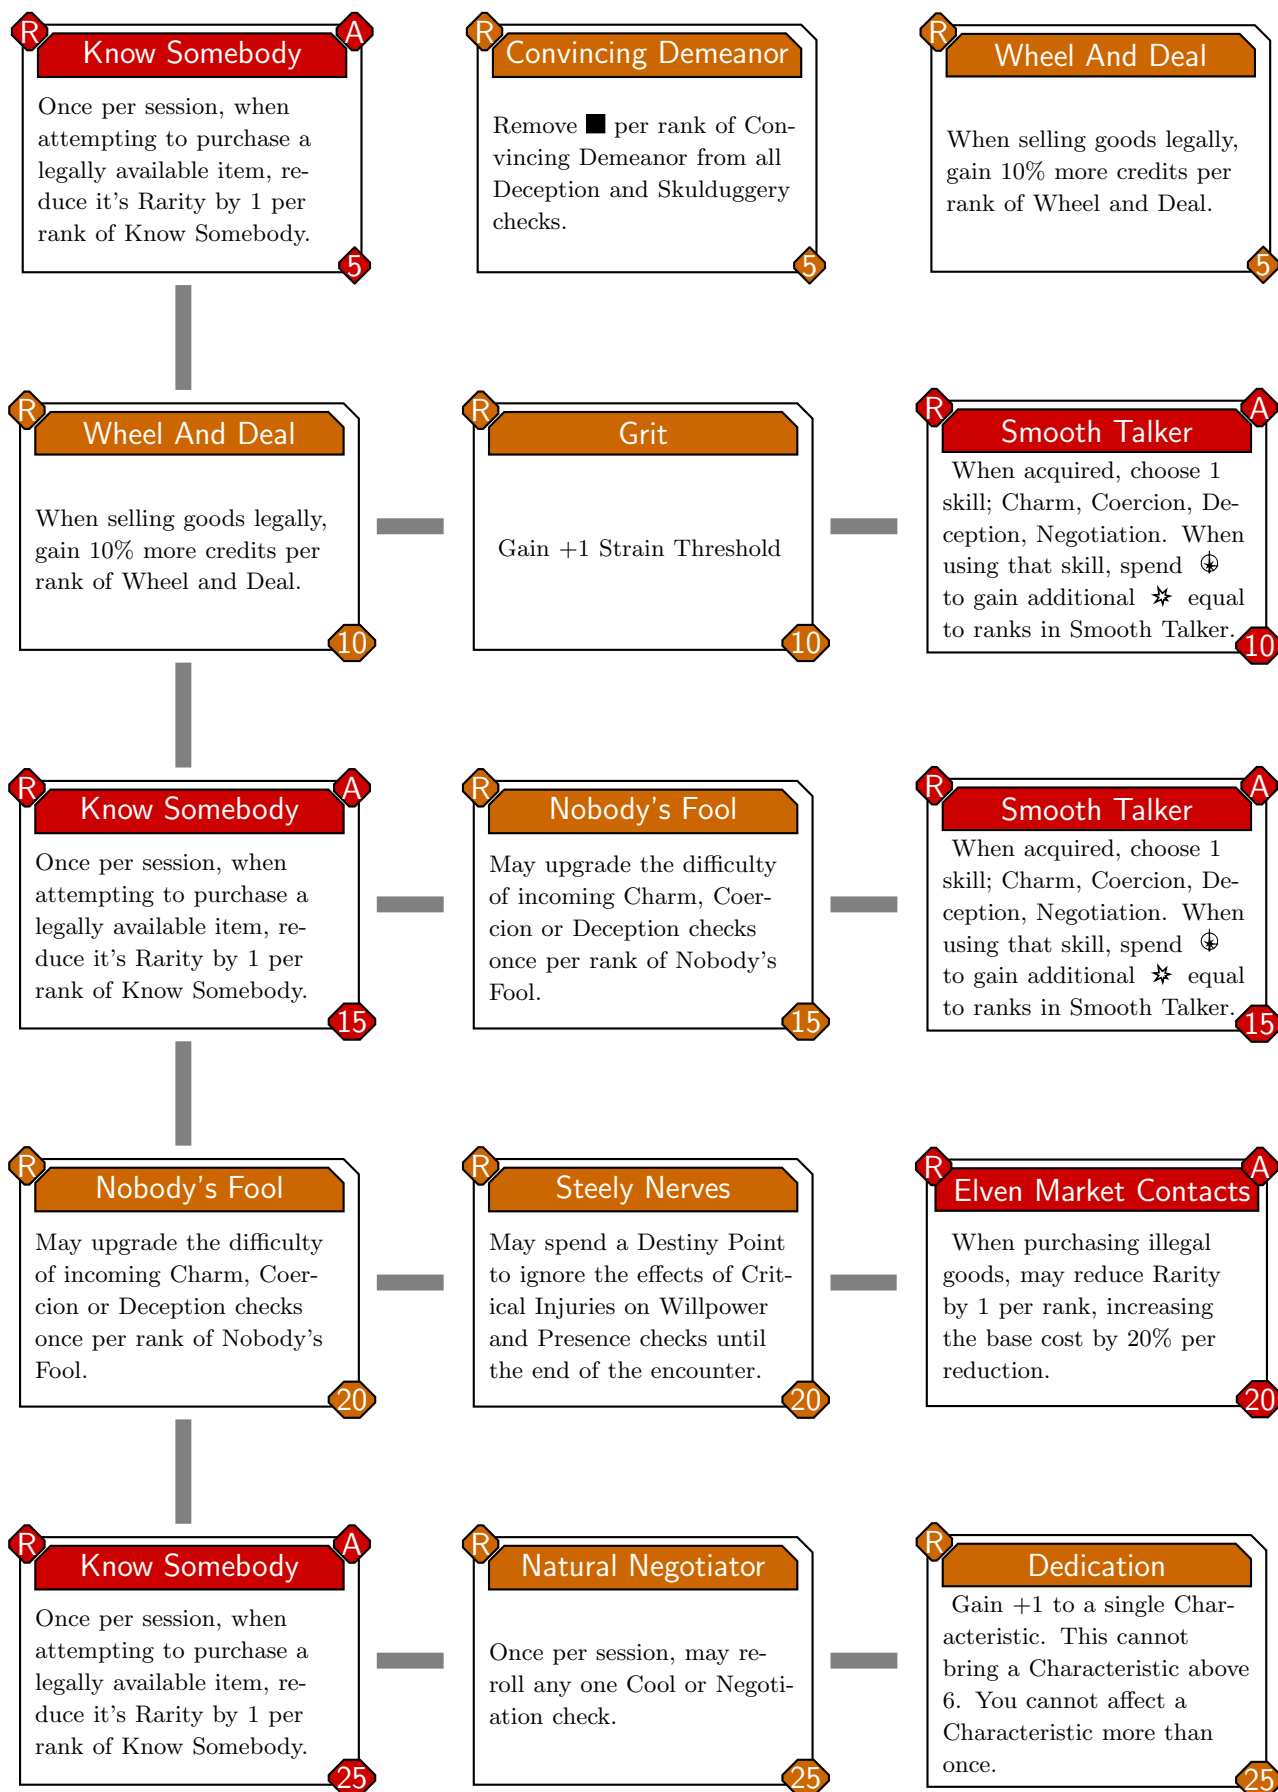 R
Know Somebody
A
Once per session, when
attempting to purchase a
legally available item, re-
duce it's Rarity by 1 per
rank of Know Somebody.
5
R
Convincing Demeanor
Remove ■ per rank of Con-
vincing Demeanor from all
Deception and Skulduggery
checks.
5
R
Wheel And Deal
When selling goods legally,
gain 10% more credits per
rank of Wheel and Deal.
5
R
Wheel And Deal
When selling goods legally,
gain 10% more credits per
rank of Wheel and Deal.
10
R
Grit
Gain +1 Strain Threshold
10
R
Smooth Talker
A
When acquired, choose 1
skill; Charm, Coercion, De-
ception, Negotiation. When
using that skill, spend
to gain additional equal
to ranks in Smooth Talker.
10
R
Know Somebody
A
Once per session, when
attempting to purchase a
legally available item, re-
duce it's Rarity by 1 per
rank of Know Somebody.
15
R
Nobody's Fool
May upgrade the difficulty
of incoming Charm, Coer-
cion or Deception checks
once per rank of Nobody's
Fool.
15
R
Smooth Talker
A
When acquired, choose 1
skill; Charm, Coercion, De-
ception, Negotiation. When
using that skill, spend
to gain additional equal
to ranks in Smooth Talker.
15
R
Nobody's Fool
May upgrade the difficulty
of incoming Charm, Coer-
cion or Deception checks
once per rank of Nobody's
Fool.
20
R
Steely Nerves
May spend a Destiny Point
to ignore the effects of Crit-
ical Injuries on Willpower
and Presence checks until
the end of the encounter.
20
R
Elven Market Contacts
A
When purchasing illegal
goods, may reduce Rarity
by 1 per rank, increasing
the base cost by 20% per
reduction.
20
R
Know Somebody
A
Once per session, when
attempting to purchase a
legally available item, re-
duce it's Rarity by 1 per
rank of Know Somebody.
25
R
Natural Negotiator
Once per session, may re-
roll any one Cool or Negoti-
ation check.
25
R
Dedication
Gain +1 to a single Char-
acteristic. This cannot
bring a Characteristic above
6. You cannot affect a
Characteristic more than
once.
25